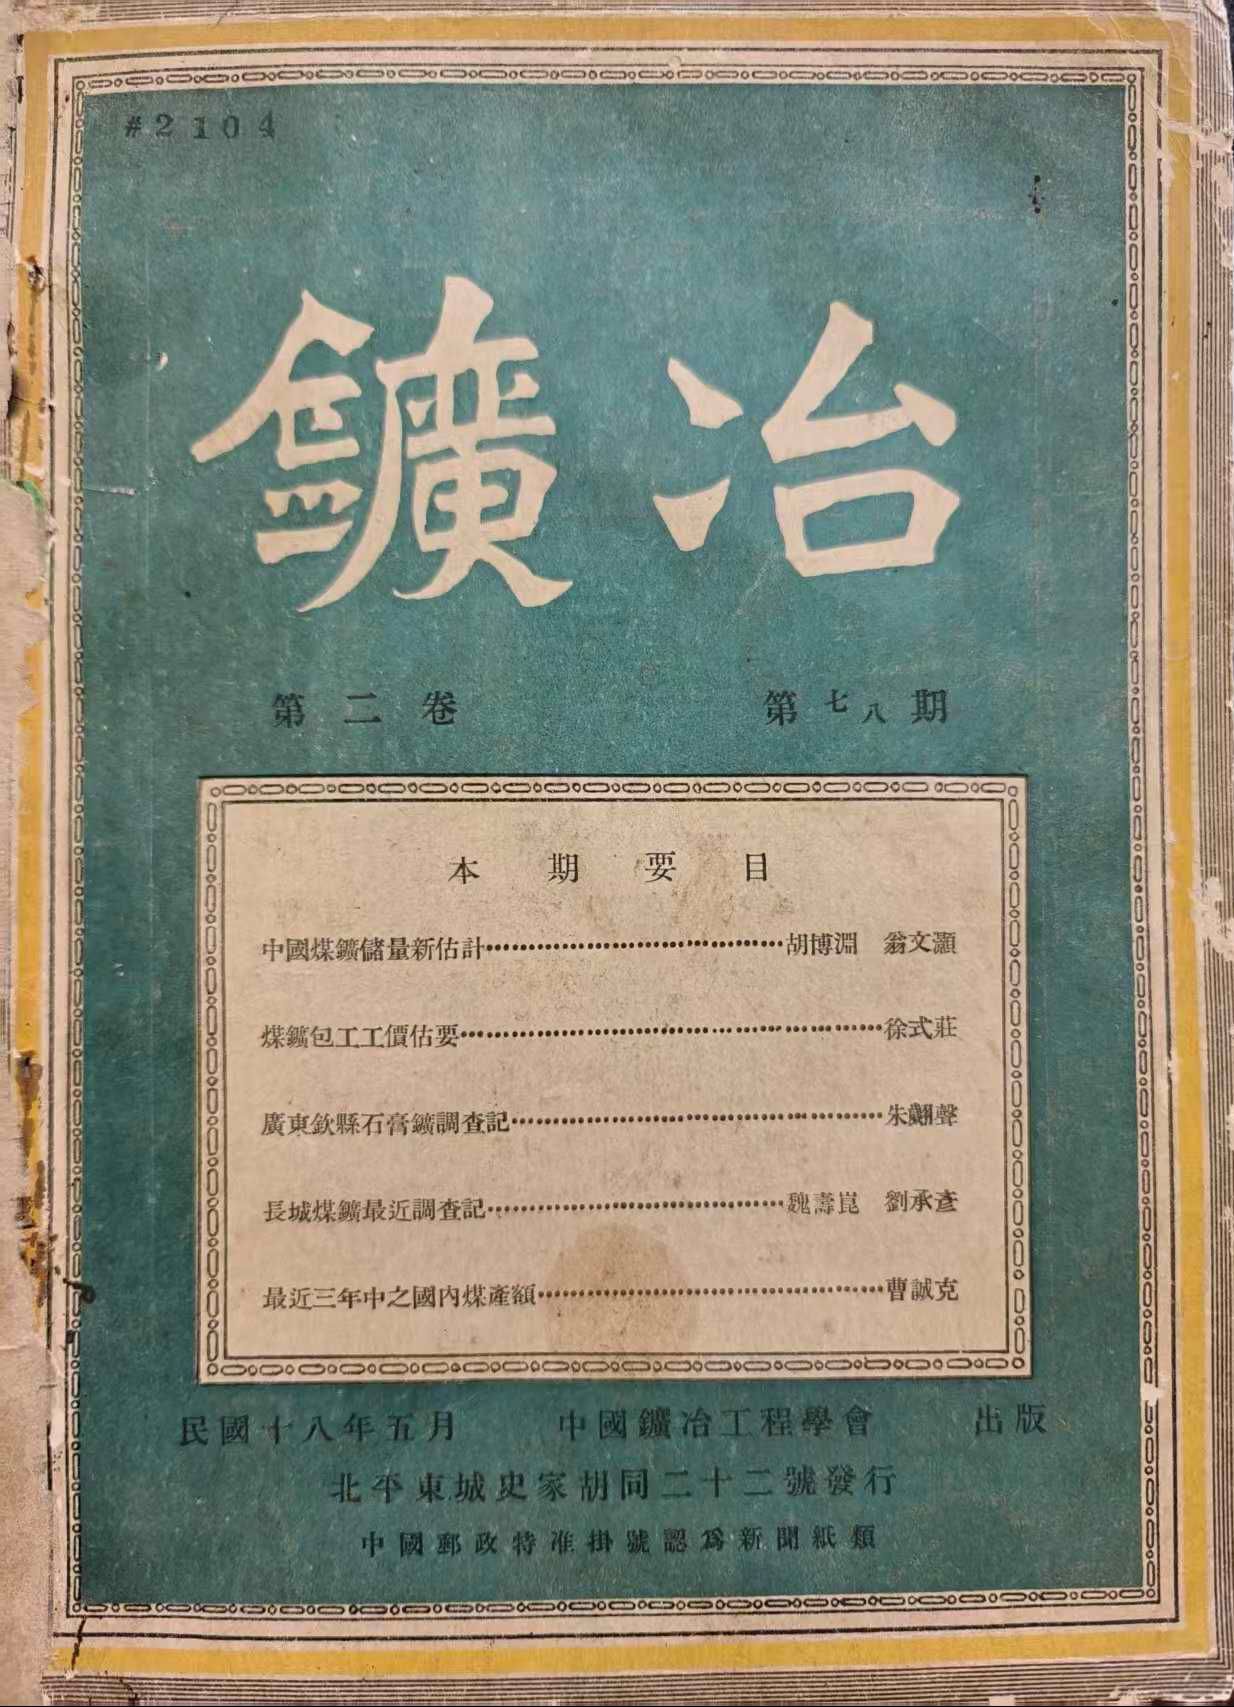 #2104
鑛冶
第二卷 第七八期
本期要目
中國煤鑛儲量新估計……………………胡博淵 翁文灝
煤鑛包工工價估要……………………徐式莊
廣東欽縣石膏鑛調查記……………………朱翽聲
長城煤鑛最近調查記……………………魏壽崑 劉承彥
最近三年中之國內煤產額……………………曹誠克
民國十八年五月 中國鑛冶工程學會 出版
北平東城史家胡同二十二號發行
中國郵政特准掛號認爲新聞紙類